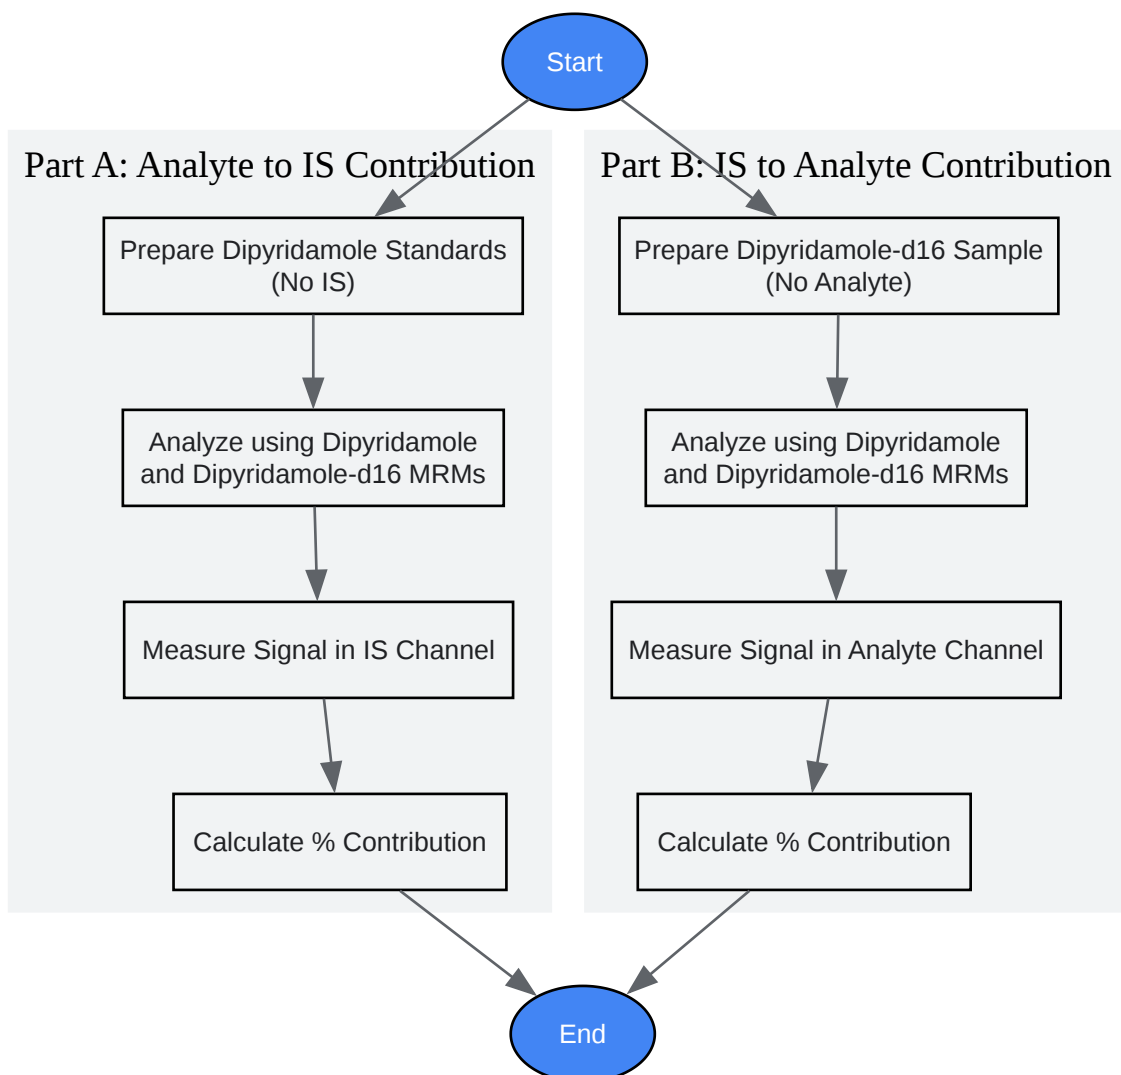 Start
Part A: Analyte to IS Contribution
Prepare Dipyridamole Standards
(No IS)
Analyze using Dipyridamole
and Dipyridamole-d16 MRMs
Measure Signal in IS Channel
Calculate % Contribution
Part B: IS to Analyte Contribution
Prepare Dipyridamole-d16 Sample
(No Analyte)
Analyze using Dipyridamole
and Dipyridamole-d16 MRMs
Measure Signal in Analyte Channel
Calculate % Contribution
End